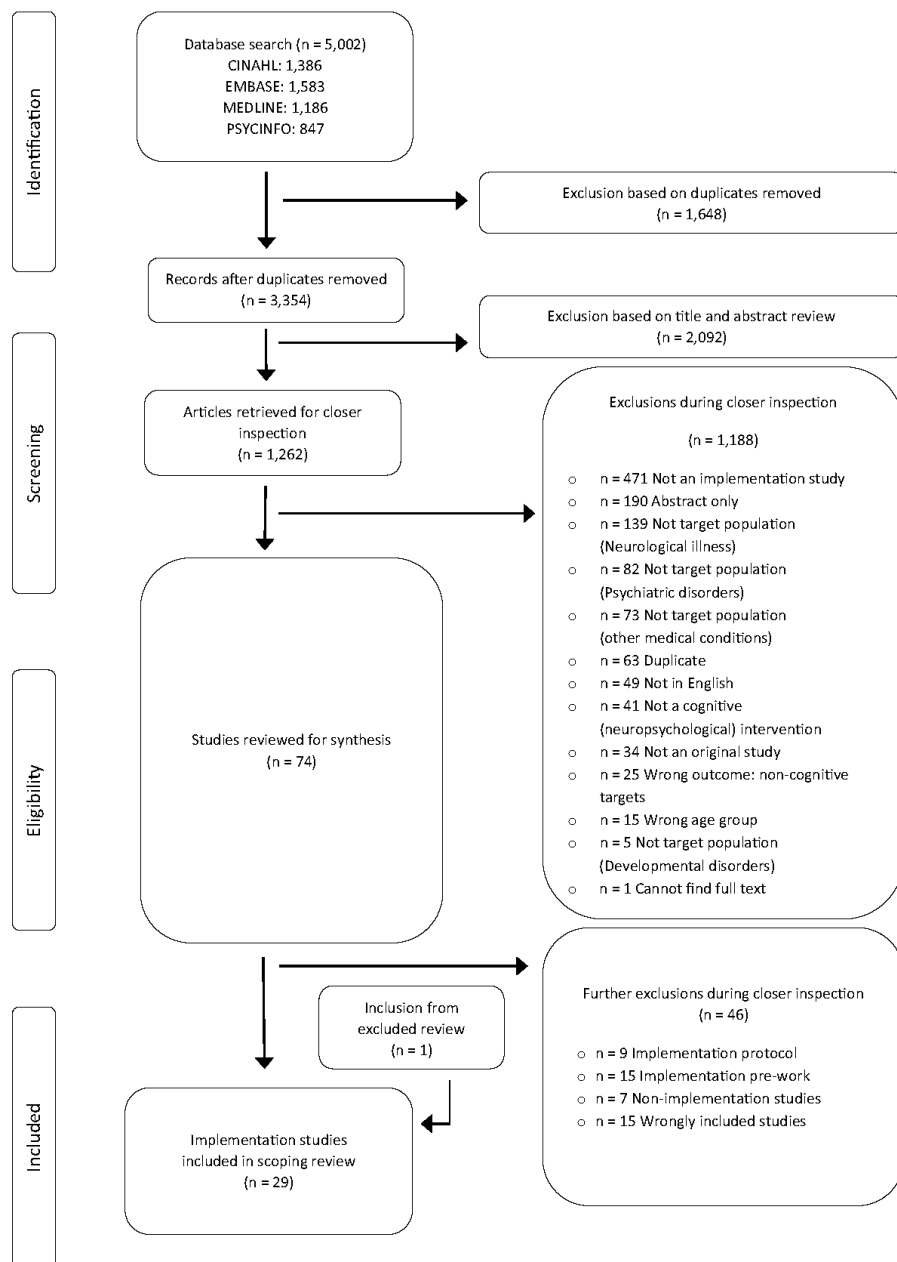 Identification
Database search (n = 5,002)
CINAHL: 1,386
EMBASE: 1,583
MEDLINE: 1,186
PSYCINFO: 847
Exclusion based on duplicates removed
(n = 1,648)
Records after duplicates removed
(n = 3,354)
Screening
Exclusion based on title and abstract review
(n = 2,092)
Articles retrieved for closer
inspection
(n = 1,262)
Exclusions during closer inspection
(n = 1,188)
○ n = 471 Not an implementation study
○ n = 190 Abstract only
○ n = 139 Not target population
(Neurological illness)
○ n = 82 Not target population
(Psychiatric disorders)
○ n = 73 Not target population
(other medical conditions)
○ n = 63 Duplicate
○ n = 49 Not in English
○ n = 41 Not a cognitive
(neuropsychological) intervention
○ n = 34 Not an original study
○ n = 25 Wrong outcome: non-cognitive
targets
○ n = 15 Wrong age group
○ n = 5 Not target population
(Developmental disorders)
○ n = 1 Cannot find full text
Eligibility
Studies reviewed for synthesis
(n = 74)
Further exclusions during closer inspection
(n = 46)
○ n = 9 Implementation protocol
○ n = 15 Implementation pre-work
○ n = 7 Non-implementation studies
○ n = 15 Wrongly included studies
Inclusion from
excluded review
(n = 1)
Included
Implementation studies
included in scoping review
(n = 29)